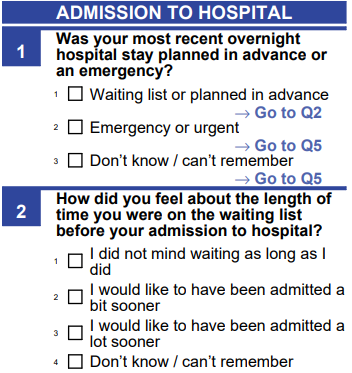 ADMISSION TO HOSPITAL
1
Was your most recent overnight
hospital stay planned in advance or
an emergency?
1 Waiting list or planned in advance
→ Go to Q2
2 Emergency or urgent
→ Go to Q5
3 Don't know / can't remember
→ Go to Q5
2
How did you feel about the length of
time you were on the waiting list
before your admission to hospital?
1 I did not mind waiting as long as I
did
2 I would like to have been admitted a
bit sooner
3 I would like to have been admitted a
lot sooner
4 Don't know / can't remember